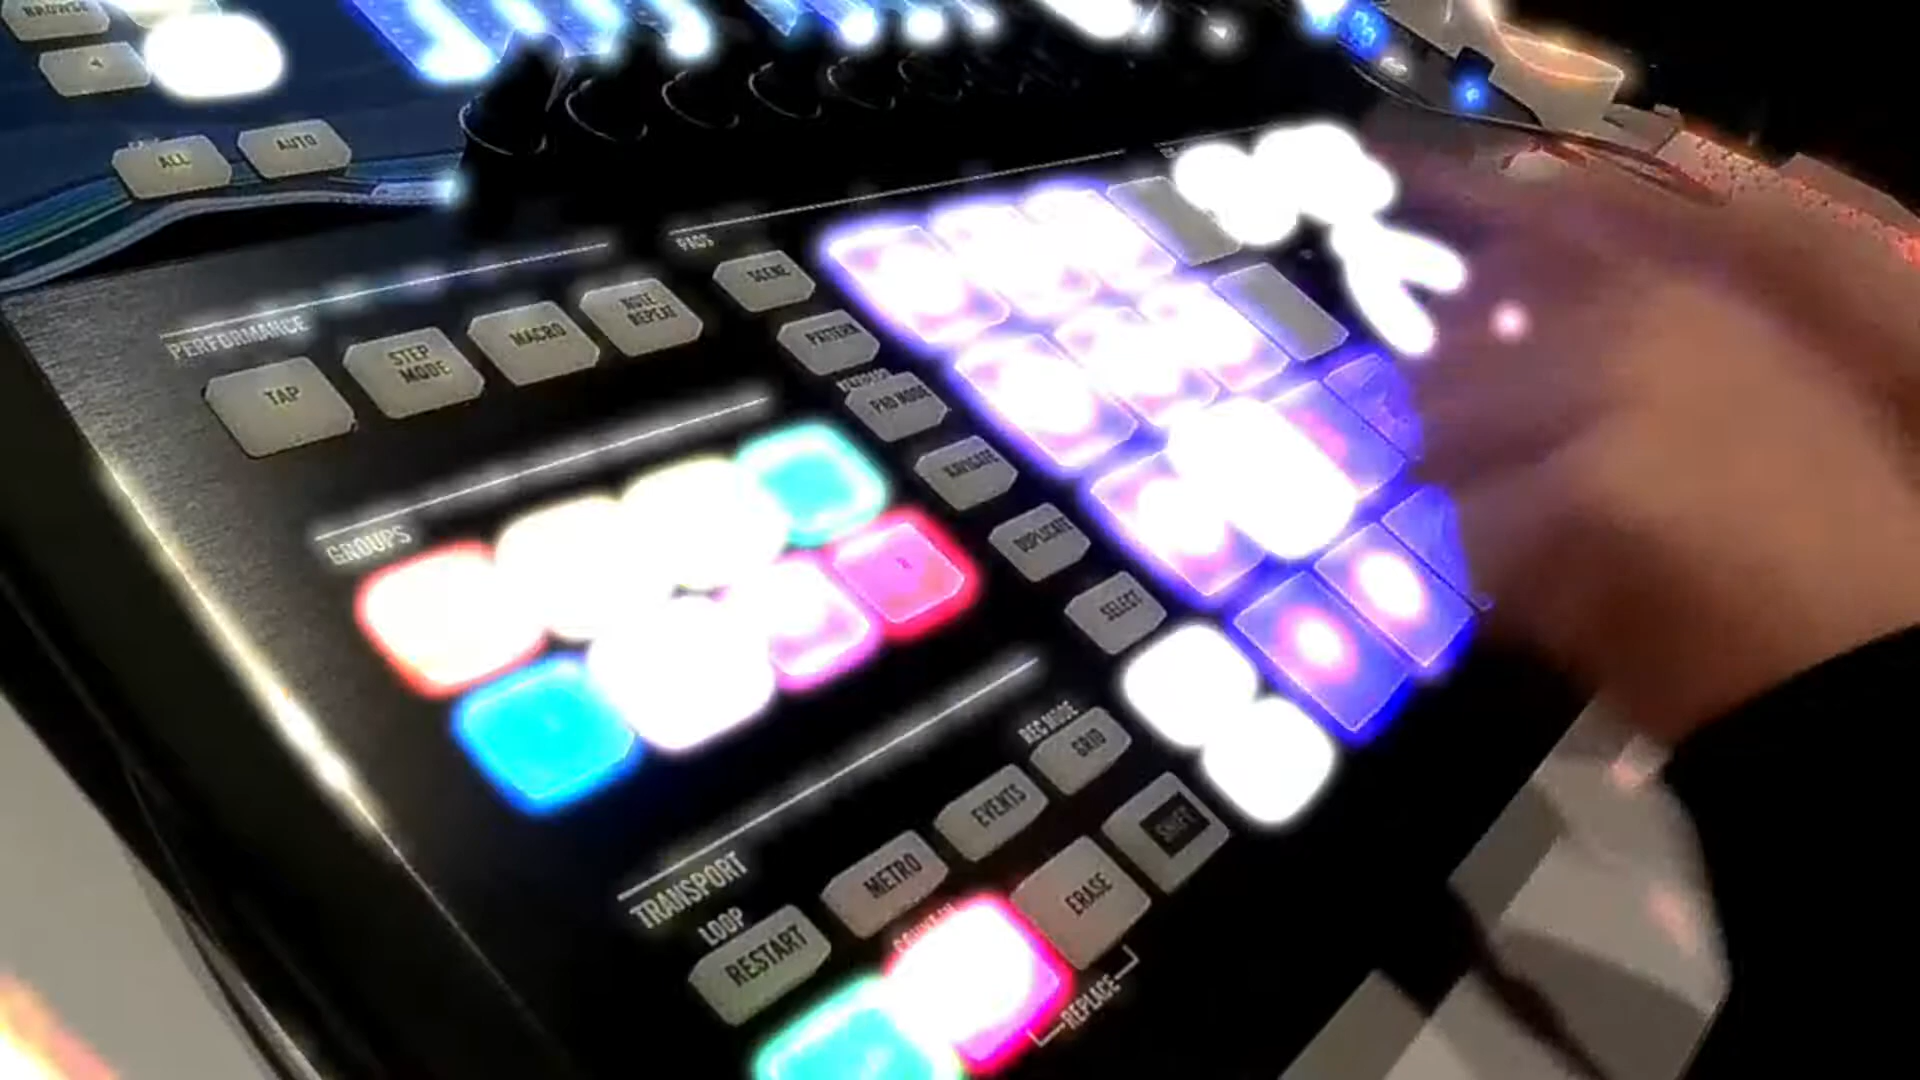 BROWSE
ALL
AUTO
PERFORMANCE
TAP
STEP
MODE
MACRO
NOTE
REPEAT
PADS
SCENE
PATTERN
PAD MODE
NAVIGATE
DUPLICATE
SELECT
GROUPS
TRANSPORT
REC MODE
GRID
EVENTS
METRO
LOOP
RESTART
ERASE
SHIFT
REPLACE